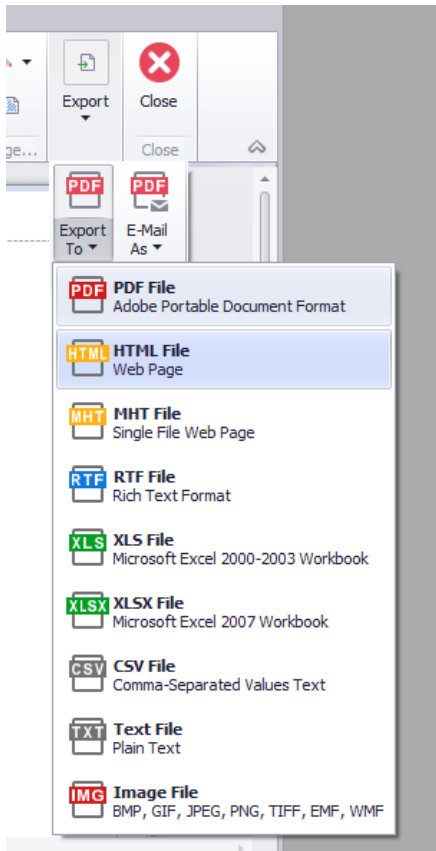 Export
Close
ge...
Close
PDF
PDF
Export
To
E-Mail
As
PDF
PDF File
Adobe Portable Document Format
HTML
HTML File
Web Page
MHT
MHT File
Single File Web Page
RTF
RTF File
Rich Text Format
XLS
XLS File
Microsoft Excel 2000-2003 Workbook
XLSX
XLSX File
Microsoft Excel 2007 Workbook
CSV
CSV File
Comma-Separated Values Text
TXT
Text File
Plain Text
IMG
Image File
BMP, GIF, JPEG, PNG, TIFF, EMF, WMF